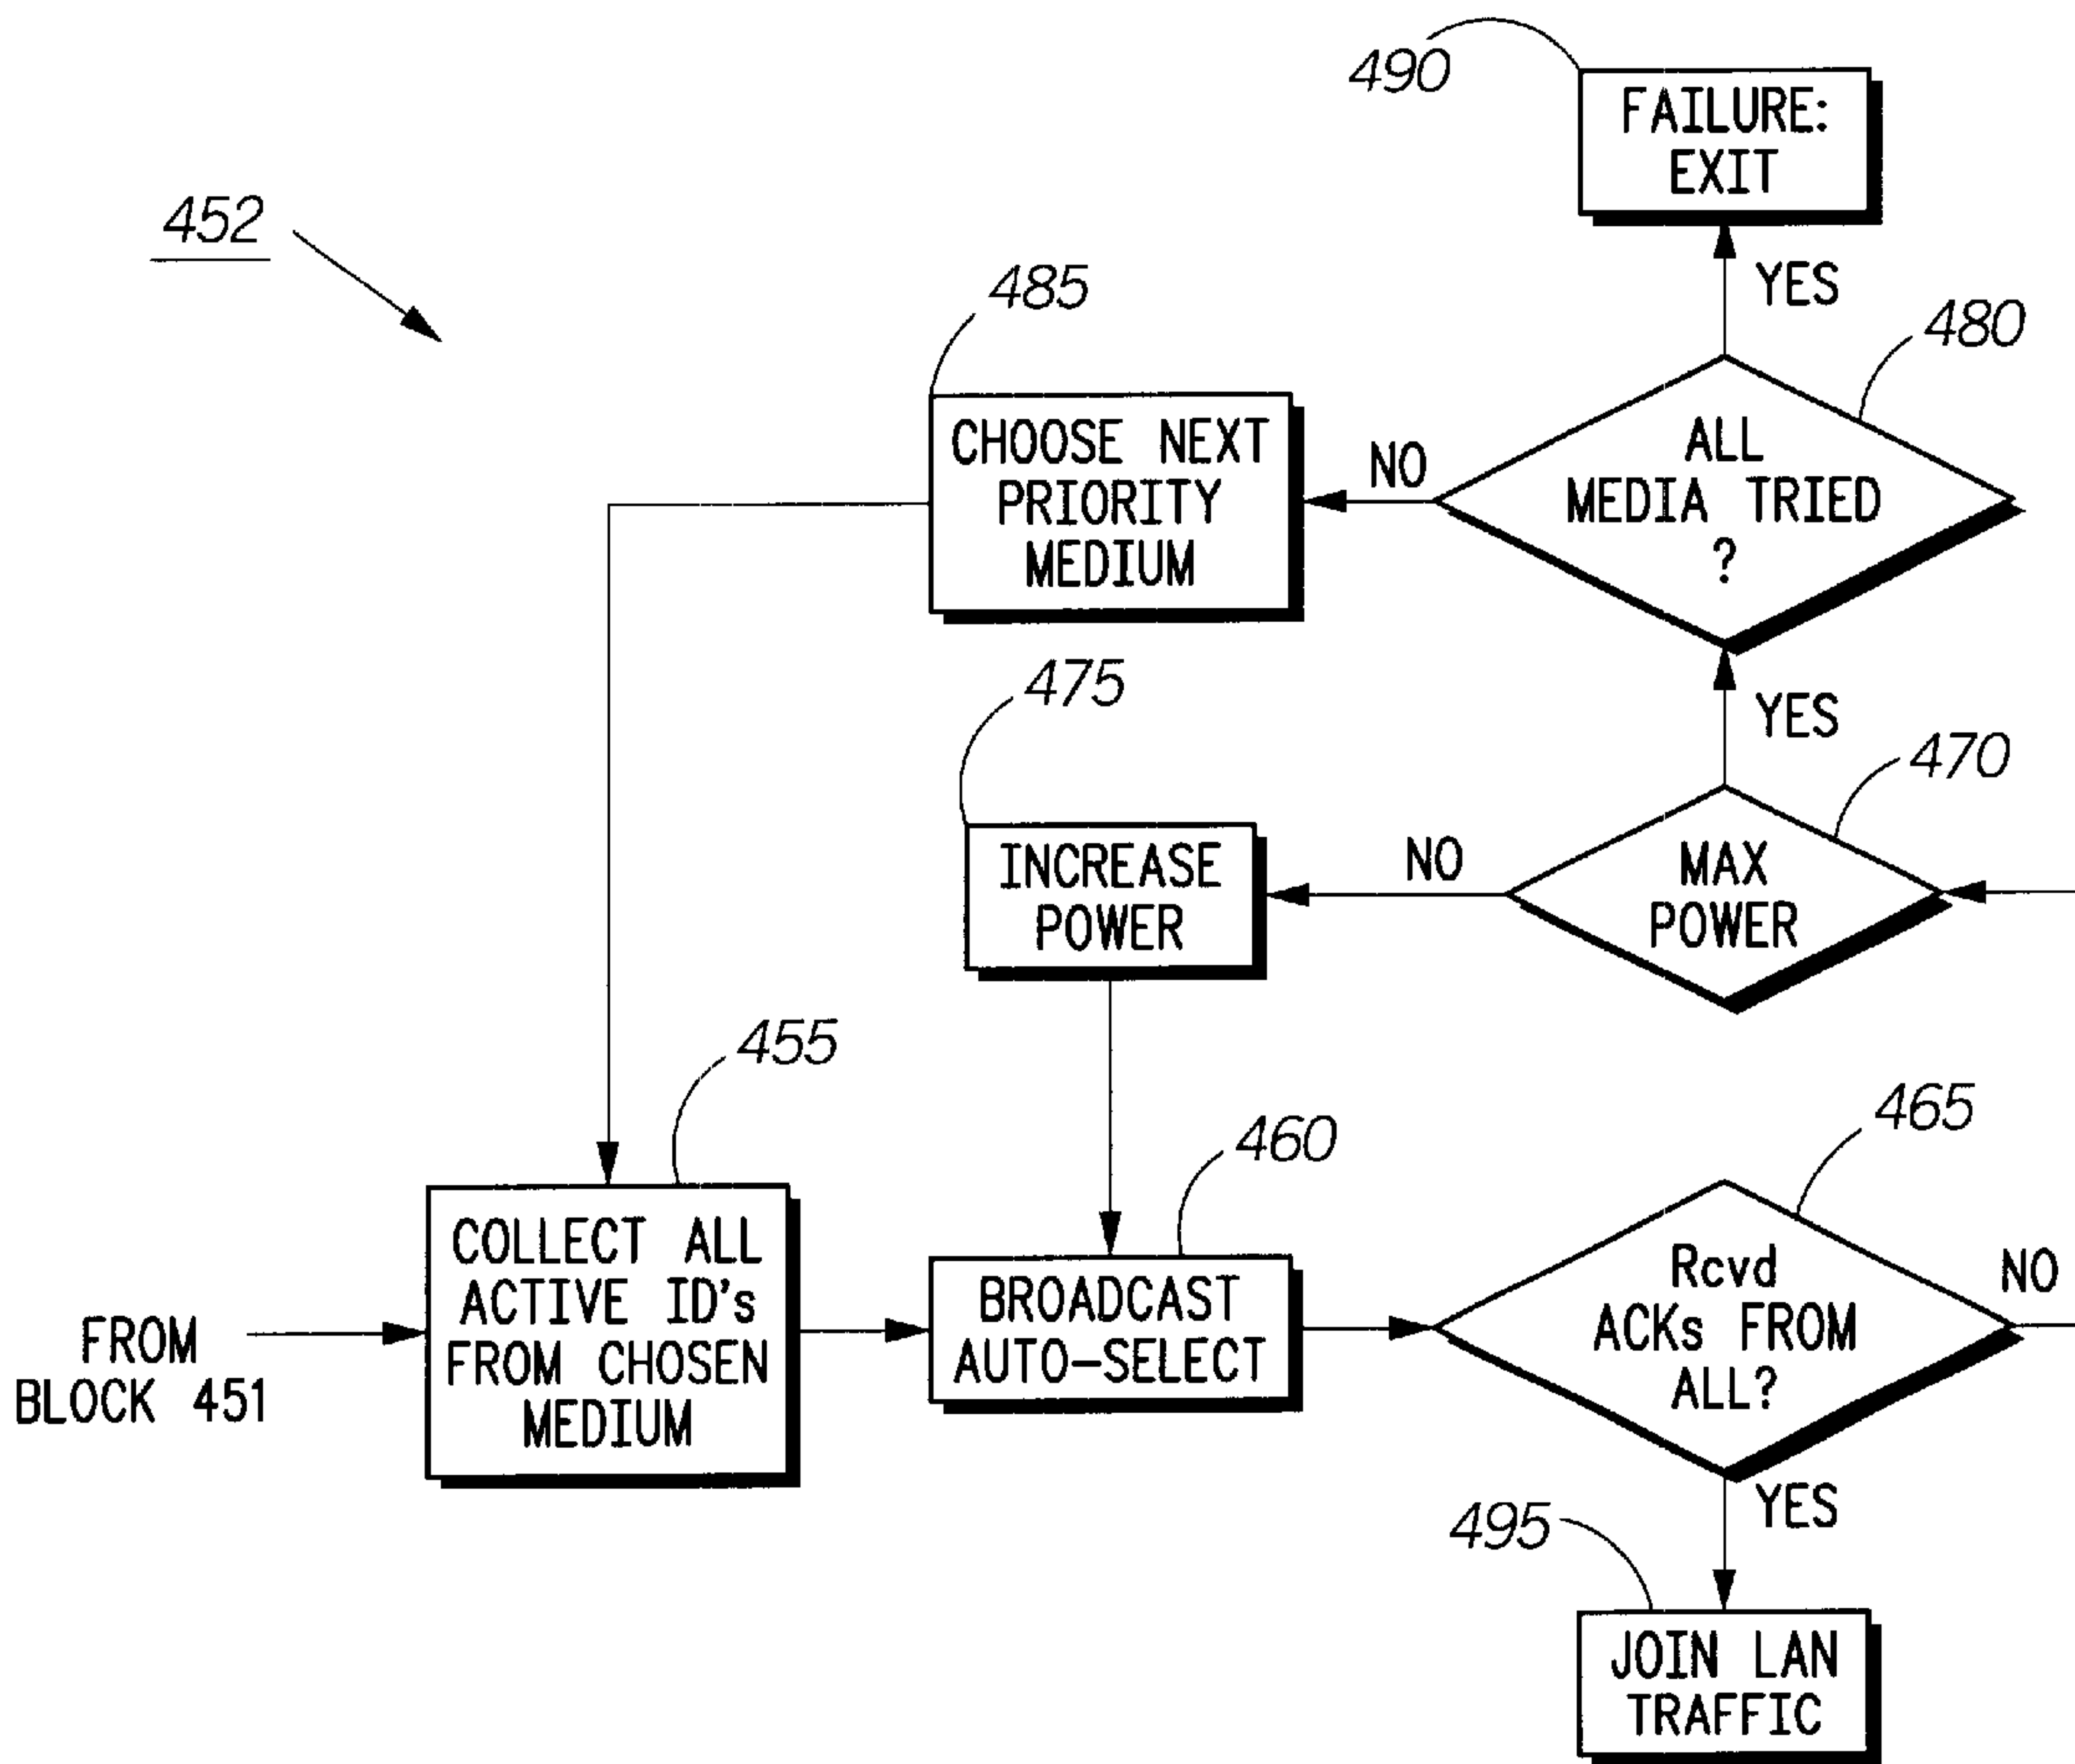 490
FAILURE:
EXIT
452
YES
485
480
CHOOSE NEXT
PRIORITY
MEDIUM
NO
ALL
MEDIA TRIED
?
475
YES
470
INCREASE
POWER
NO
MAX
POWER
455
465
460
COLLECT ALL
ACTIVE ID's
FROM CHOSEN
MEDIUM
FROM
BLOCK 451
BROADCAST
AUTO-SELECT
Rcvd
ACKs FROM
ALL?
NO
YES
495
JOIN LAN
TRAFFIC